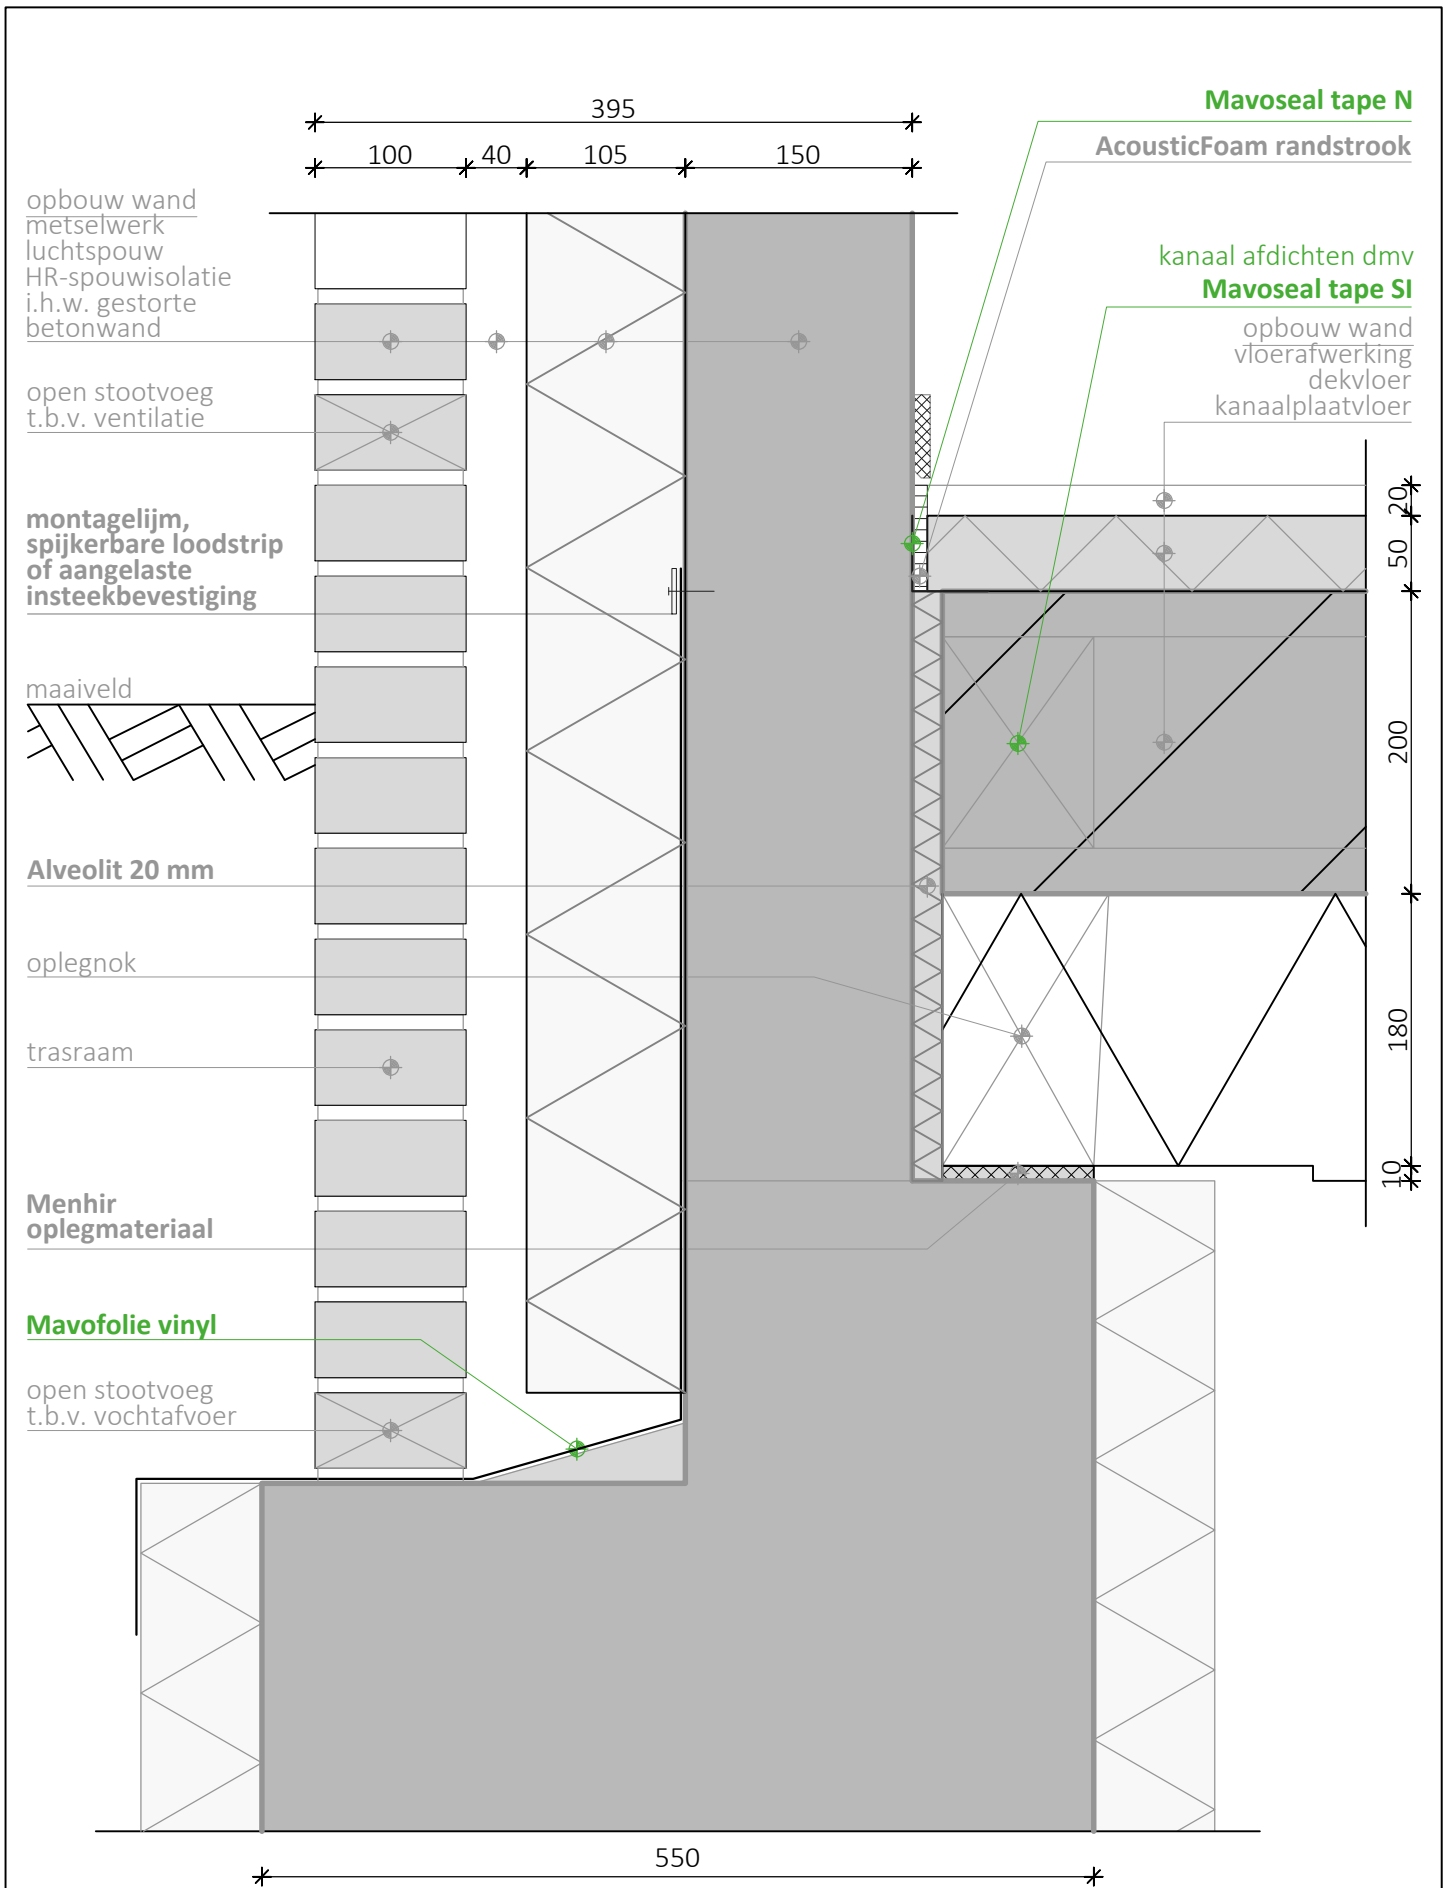 395
100
40
105
150
Mavoseal tape N
AcousticFoam randstrook
opbouw wand
metselwerk
luchtspouw
HR-spouwisolatie
i.h.w. gestorte
betonwand
kanaal afdichten dmv
Mavoseal tape SI
opbouw wand
vloerafwerking
dekvloer
kanaalplaatvloer
open stootvoeg
t.b.v. ventilatie
montagelijm,
spijkerbare loodstrip
of aangelaste
insteekbevestiging
20
50
200
180
10
maaiveld
Alveolit 20 mm
oplegnok
trasraam
Menhir
oplegmateriaal
Mavofolie vinyl
open stootvoeg
t.b.v. vochtafvoer
550